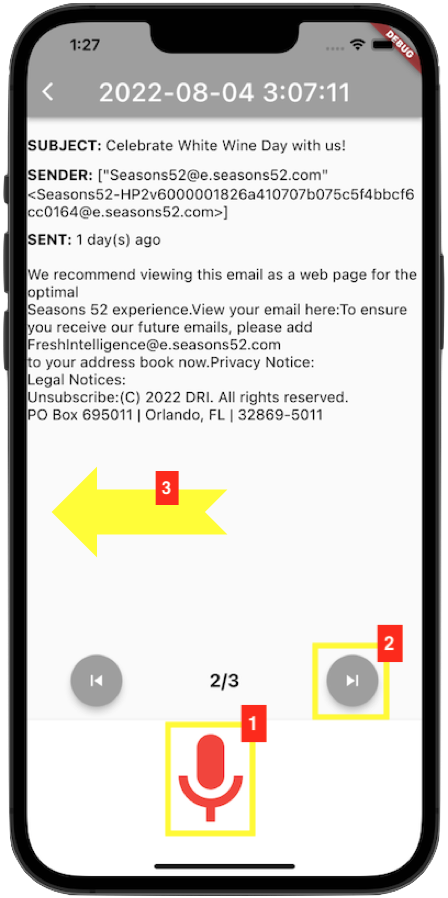 1:27
DEBUG
2022-08-04 3:07:11
SUBJECT: Celebrate White Wine Day with us!
SENDER: ["Seasons52@e.seasons52.com"
<Seasons52-HP2v6000001826a410707b075c5f4bbcf6
cc0164@e.seasons52.com>]
SENT: 1 day(s) ago
We recommend viewing this email as a web page for the
optimal
Seasons 52 experience.View your email here:To ensure
you receive our future emails, please add
FreshIntelligence@e.seasons52.com
to your address book now.Privacy Notice:
Legal Notices:
Unsubscribe:(C) 2022 DRI. All rights reserved.
PO Box 695011 | Orlando, FL | 32869-5011
3
2
2/3
1